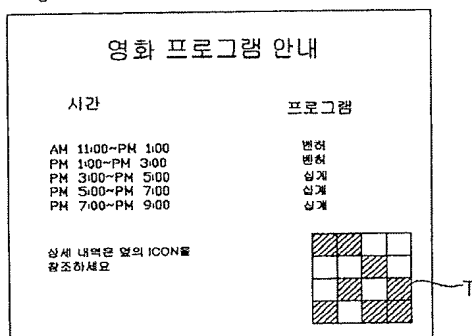 영화 프로그램 안내
시간 프로그램
AM 11:00~PM 1:00 벤허
PM 1:00~PM 3:00 벤허
PM 3:00~PM 5:00 십계
PM 5:00~PM 7:00 십계
PM 7:00~PM 9:00 십계
상세 내역은 옆의 ICON을
참조하세요
T